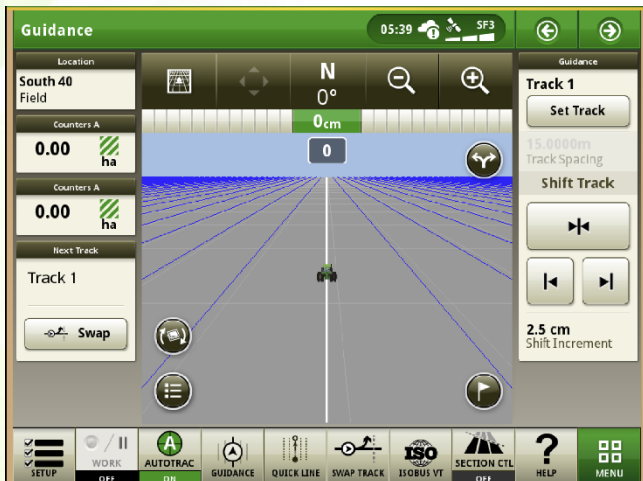 Guidance
05:39
SF3
Location
South 40
Field
Counters A
0.00
ha
Counters A
0.00
ha
Next Track
Track 1
Swap
N
0°
0cm
0
Guidance
Track 1
Set Track
15.0000m
Track Spacing
Shift Track
2.5 cm
Shift Increment
SETUP
WORK
OFF
A
AUTOTRAC
ON
GUIDANCE
QUICK LINE
SWAP TRACK
ISO
ISOBUS VT
SECTION CTL
OFF
?
HELP
MENU